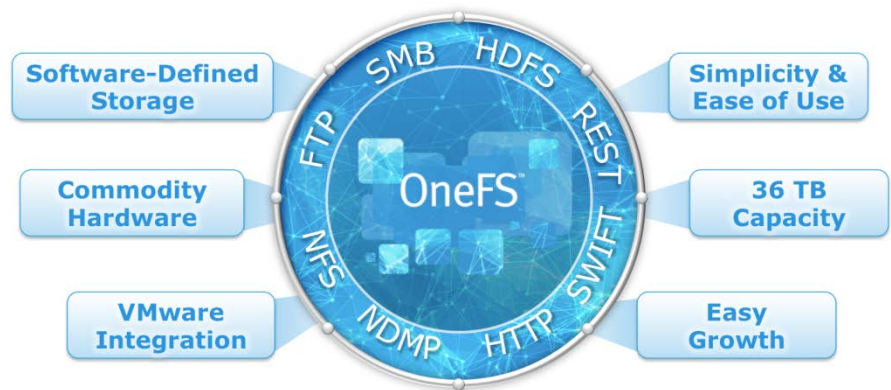 Software-Defined
Storage
Commodity
Hardware
VMware
Integration
SMB
HDFS
REST
SWIFT
HTTP
NDMP
NFS
FTP
OneFS™
Simplicity &
Ease of Use
36 TB
Capacity
Easy
Growth